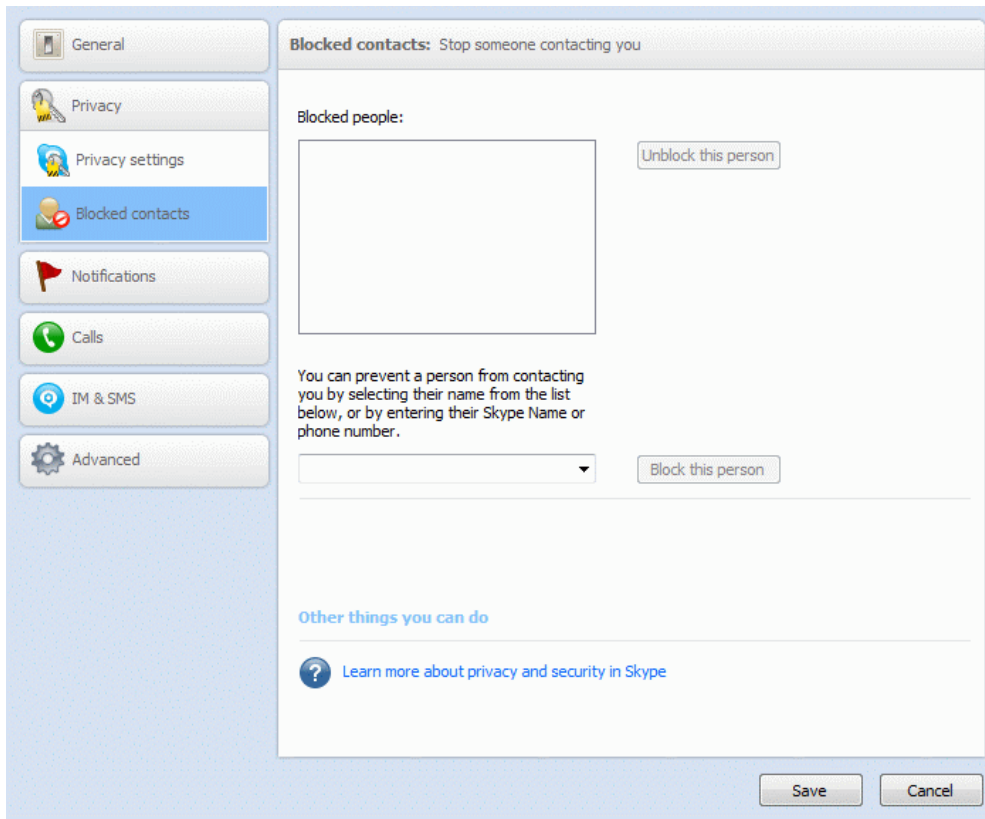 General
Privacy
Privacy settings
Blocked contacts
Notifications
Calls
IM & SMS
Advanced
Blocked contacts: Stop someone contacting you
Blocked people:
Unblock this person
You can prevent a person from contacting
you by selecting their name from the list
below, or by entering their Skype Name or
phone number.
Block this person
Other things you can do
? Learn more about privacy and security in Skype
Save
Cancel